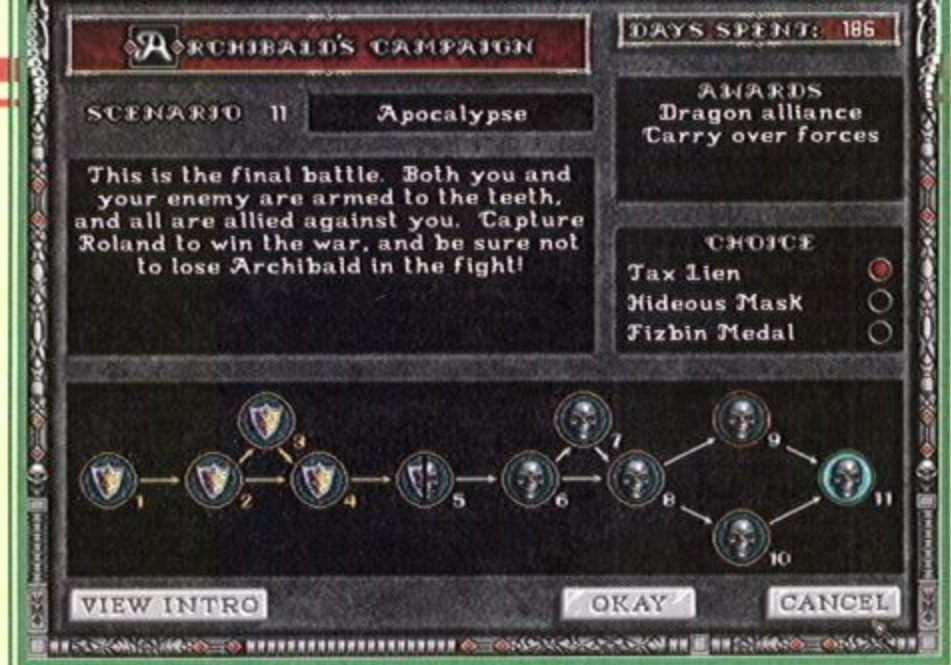 ARCHIBALD'S CAMPAIGN
SCENARIO 11
Apocalypse
This is the final battle. Both you and
your enemy are armed to the teeth,
and all are allied against you. Capture
Roland to win the war, and be sure not
to lose Archibald in the fight!
DAYS SPENT: 186
AWARDS
Dragon alliance
Carry over forces
CHOICE
Tax Lien
Hideous Mask
Fizbin Medal
1
2
3
4
5
6
7
8
9
10
11
VIEW INTRO
OKAY
CANCEL